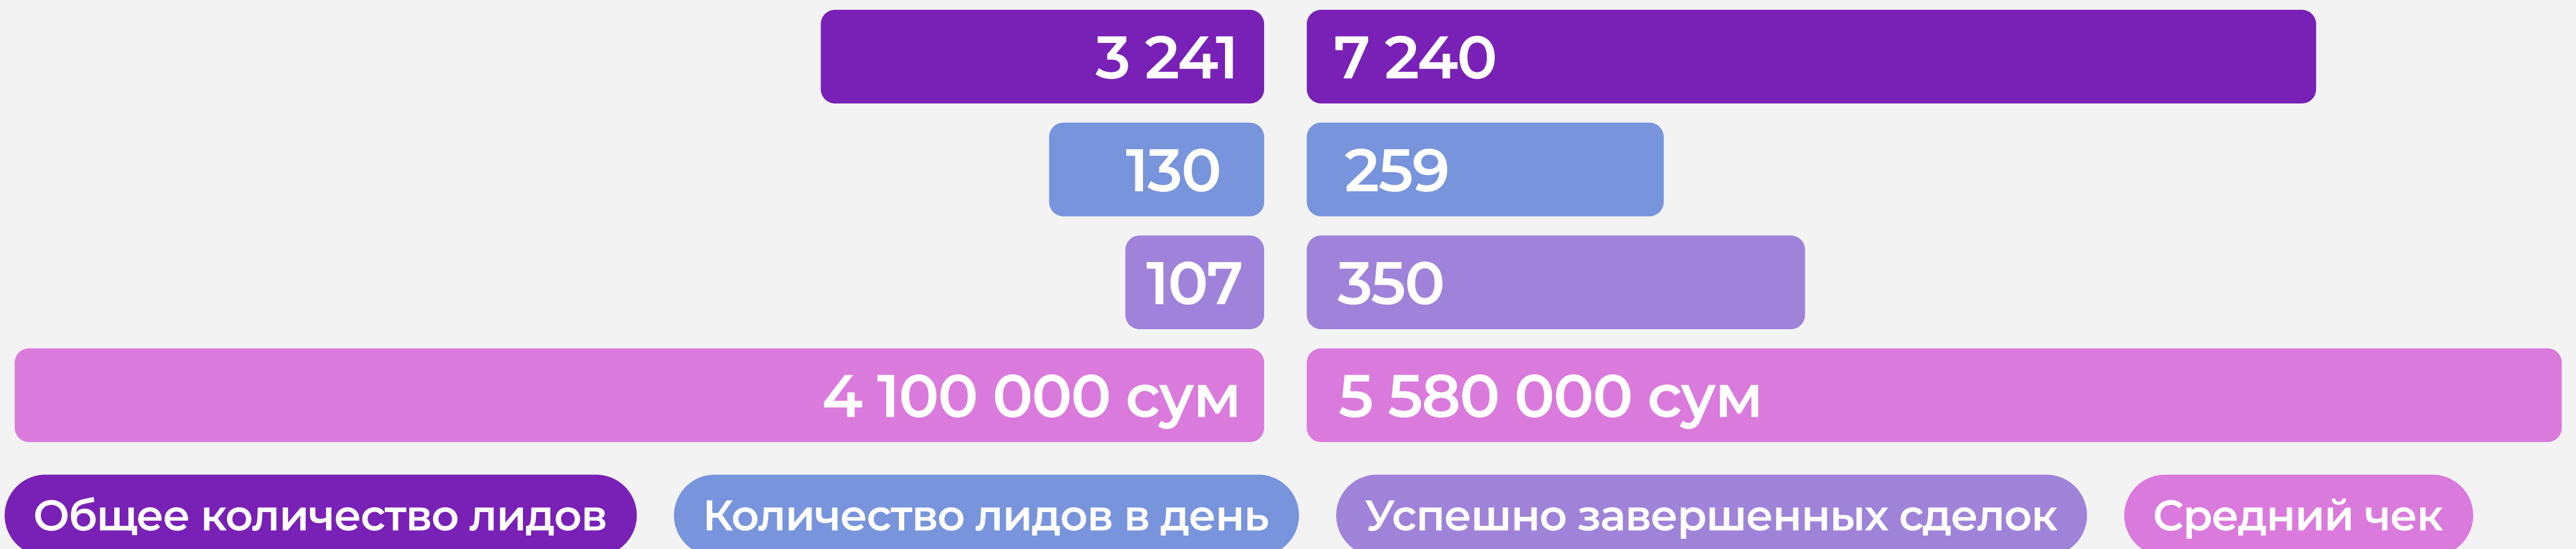 3 241 7 240
130 259
107 350
4 100 000 сум 5 580 000 сум
Общее количество лидов Количество лидов в день Успешно завершенных сделок Средний чек